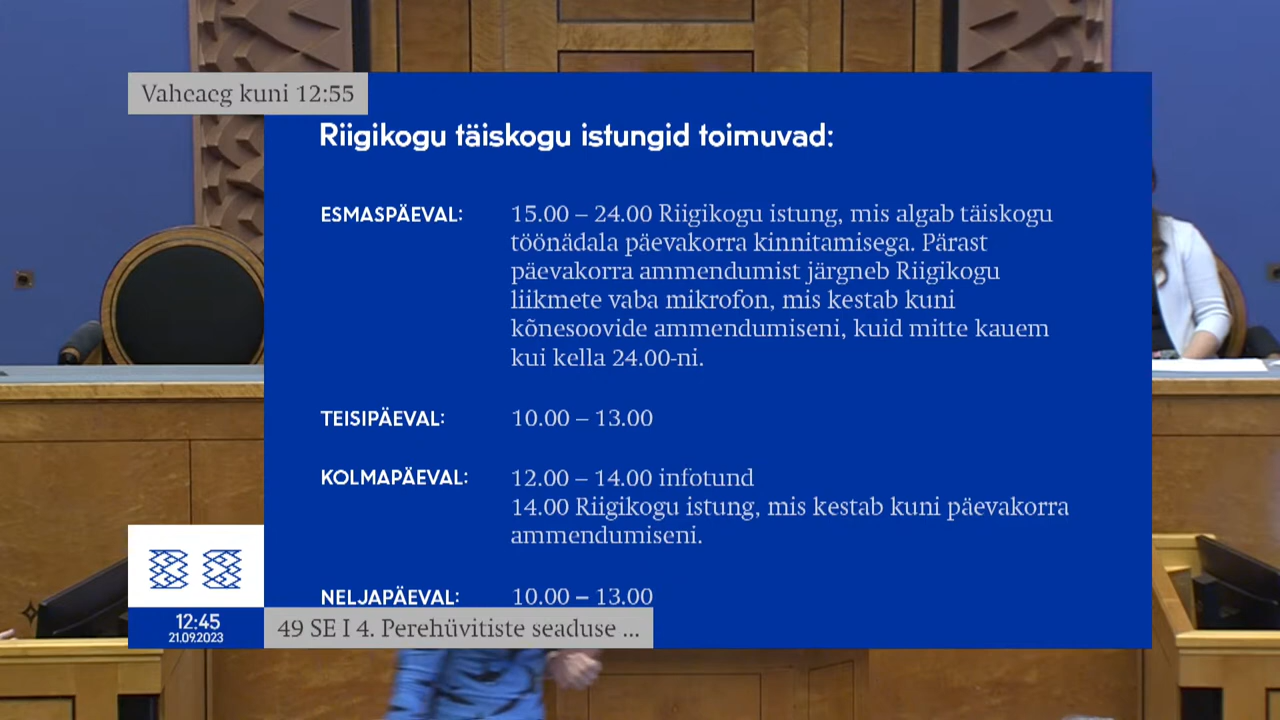 Vaheaeg kuni 12:55
Riigikogu täiskogu istungid toimuvad:
ESMASPÄEVAL:
15.00 – 24.00 Riigikogu istung, mis algab täiskogu
töönädala päevakorra kinnitamisega. Pärast
päevakorra ammendumist järgneb Riigikogu
liikmete vaba mikrofon, mis kestab kuni
kõnesoovide ammendumiseni, kuid mitte kauem
kui kella 24.00-ni.
TEISIPÄEVAL:
10.00 – 13.00
KOLMAPÄEVAL:
12.00 – 14.00 infotund
14.00 Riigikogu istung, mis kestab kuni päevakorra
ammendumiseni.
NELJAPÄEVAL:
10.00 – 13.00
12:45
21.09.2023
49 SE I 4. Perehüvitiste seaduse ...